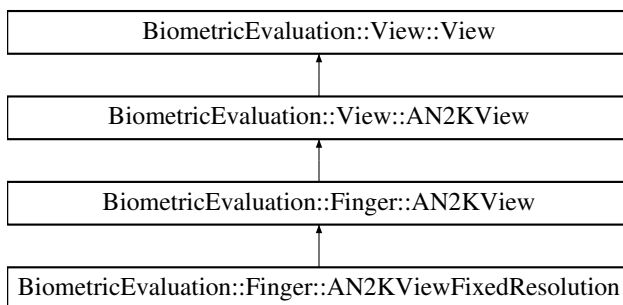 BiometricEvaluation::View::View
BiometricEvaluation::View::AN2KView
BiometricEvaluation::Finger::AN2KView
BiometricEvaluation::Finger::AN2KViewFixedResolution